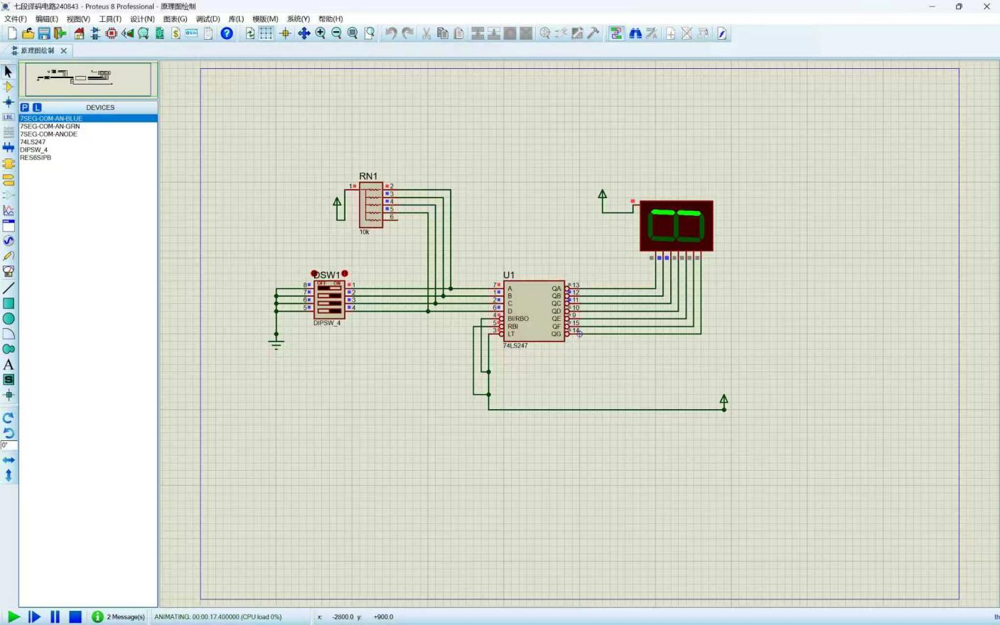 七段译码电路240843 - Proteus 8 Professional - 原理图绘制
文件(F) 编辑(E) 视图(V) 工具(T) 设计(N) 图表(G) 调试(D) 库(L) 模版(M) 系统(Y) 帮助(H)
原理图绘制
P L DEVICES
7SEG-COM-AN-BLUE
7SEG-COM-AN-GRN
7SEG-COM-ANODE
74LS247
DIPSW_4
RES6SIPB
LBL
A
S
0°
RN1
1 2
3
4
5
6
10k
DSW1
OFF ON
8 1
7 2
6 3
5 4
DIPSW_4
U1
7 A QA 13
1 B QB 12
2 C QC 11
6 D QD 10
4 BI/RBO QE 9
5 RBI QF 15
3 LT QG 14
74LS247
2 Message(s) ANIMATING: 00:00:17.400000 (CPU load 0%) x: -2800.0 y: +900.0 th